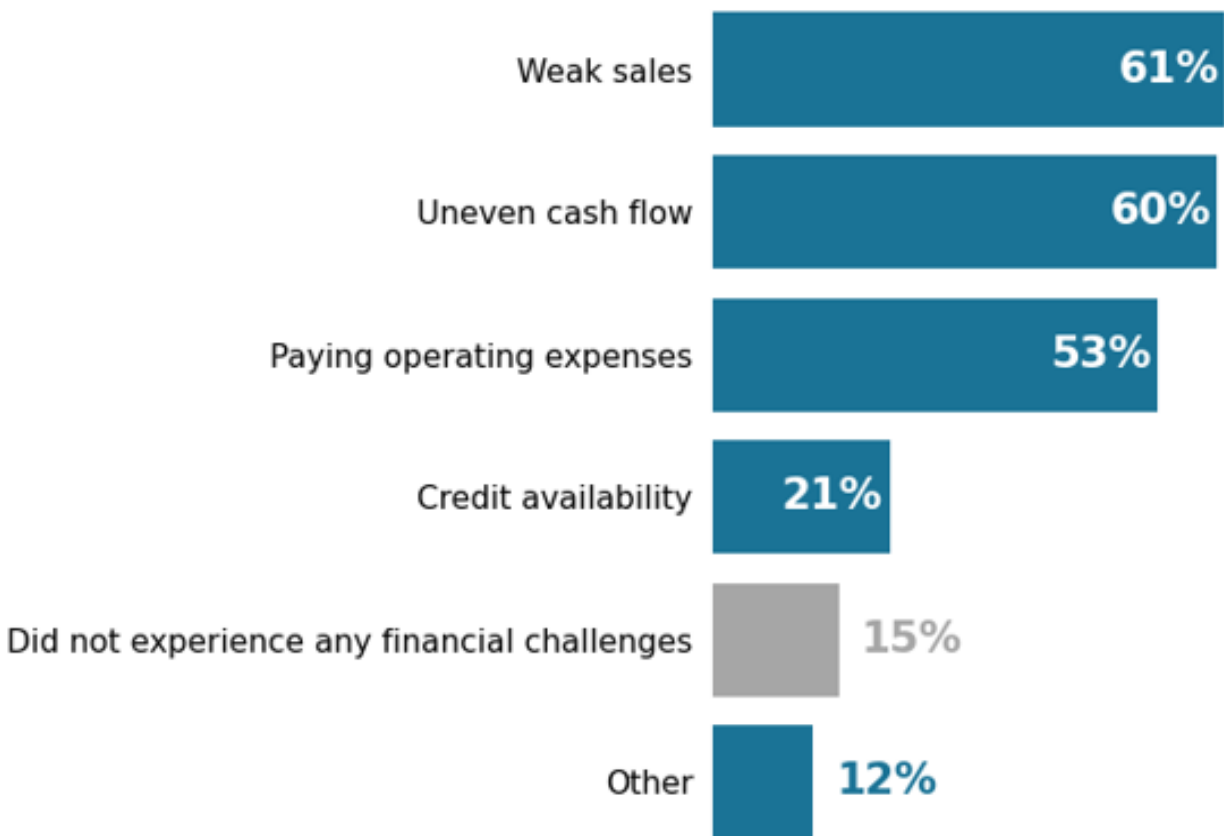 Weak sales 61%
Uneven cash flow 60%
Paying operating expenses 53%
Credit availability 21%
Did not experience any financial challenges 15%
Other 12%